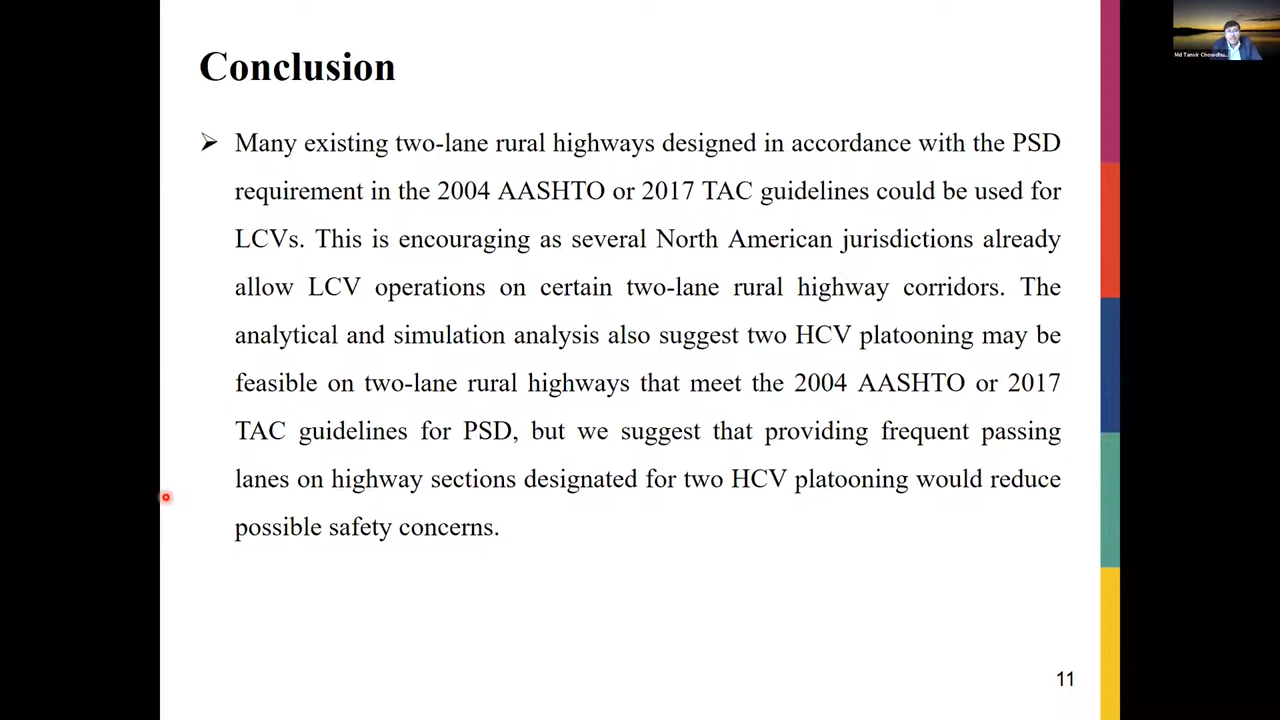 Conclusion
Many existing two-lane rural highways designed in accordance with the PSD
requirement in the 2004 AASHTO or 2017 TAC guidelines could be used for
LCVs. This is encouraging as several North American jurisdictions already
allow LCV operations on certain two-lane rural highway corridors. The
analytical and simulation analysis also suggest two HCV platooning may be
feasible on two-lane rural highways that meet the 2004 AASHTO or 2017
TAC guidelines for PSD, but we suggest that providing frequent passing
lanes on highway sections designated for two HCV platooning would reduce
possible safety concerns.
11
Md Tanvir Chowdhu...